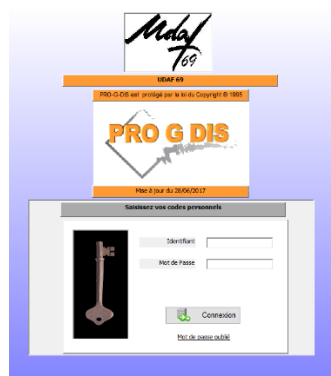 Udaf
69
UDAF 69
PRO-G-DIS est protégé par la loi du Copyright © 1995
PRO G DIS
Mise à jour du 28/06/2017
Saisissez vos codes personnels
Identifiant
Mot de Passe
Connexion
Mot de passe oublié